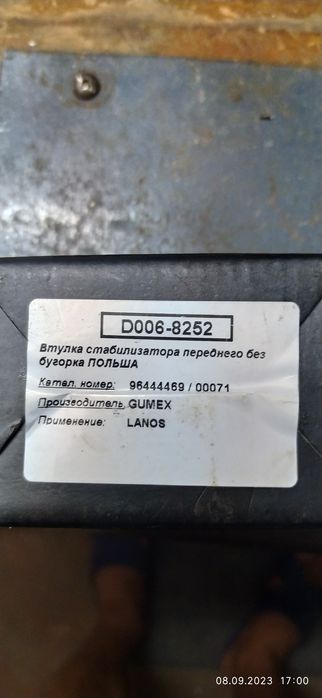 D006-8252
Втулка стабилизатора переднего без
бугорка ПОЛЬША
Катал. номер: 96444469 / 00071
Производитель: GUMEX
Применение: LANOS
08.09.2023 17:00